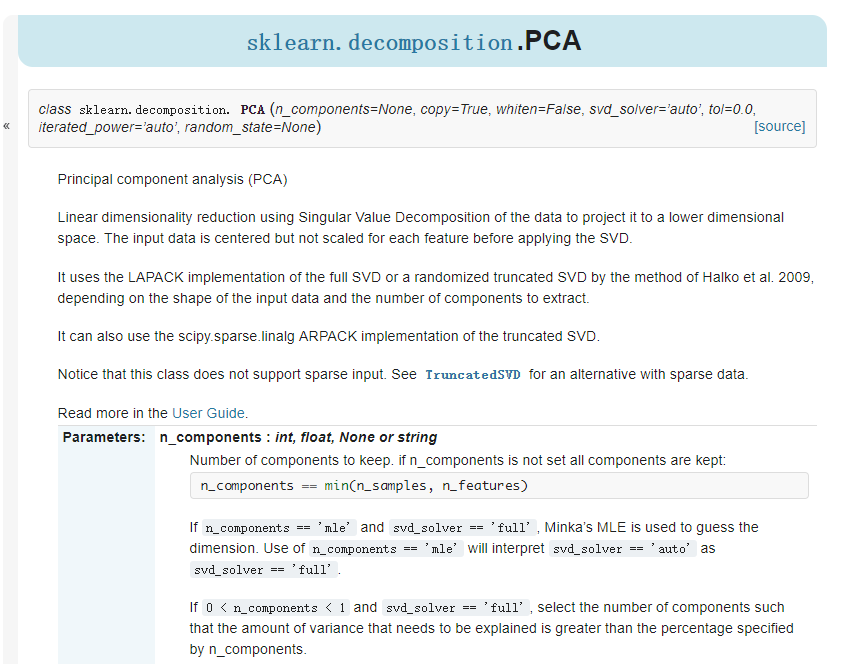 sklearn.decomposition.PCA
«
class sklearn.decomposition. PCA (n_components=None, copy=True, whiten=False, svd_solver='auto', tol=0.0,
iterated_power='auto', random_state=None)
[source]
Principal component analysis (PCA)
Linear dimensionality reduction using Singular Value Decomposition of the data to project it to a lower dimensional
space. The input data is centered but not scaled for each feature before applying the SVD.
It uses the LAPACK implementation of the full SVD or a randomized truncated SVD by the method of Halko et al. 2009,
depending on the shape of the input data and the number of components to extract.
It can also use the scipy.sparse.linalg ARPACK implementation of the truncated SVD.
Notice that this class does not support sparse input. See TruncatedSVD for an alternative with sparse data.
Read more in the User Guide.
Parameters: n_components : int, float, None or string
Number of components to keep. if n_components is not set all components are kept:
n_components == min(n_samples, n_features)
If n_components == 'mle' and svd_solver == 'full' , Minka's MLE is used to guess the
dimension. Use of n_components == 'mle' will interpret svd_solver == 'auto' as
svd_solver == 'full' .
If 0 < n_components < 1 and svd_solver == 'full' , select the number of components such
that the amount of variance that needs to be explained is greater than the percentage specified
by n_components.